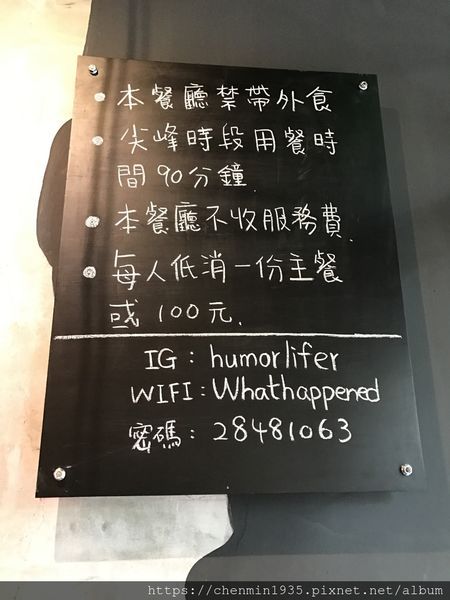 • 本餐廳禁帶外食
• 尖峰時段用餐時
間90分鐘.
• 本餐廳不收服務費.
• 每人低消一份主餐
或 100元.
IG : humorlifer
WIFI : Whathappened
密碼 : 28481063
https://chenmin1935.pixnet.net/album